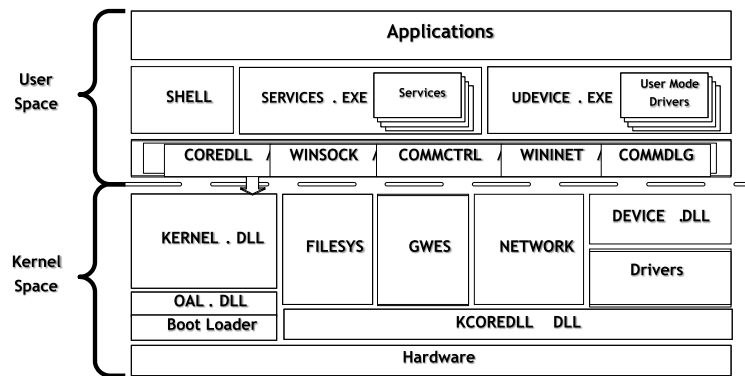 Applications
User
Space
SHELL
SERVICES . EXE
Services
UDEVICE . EXE
User Mode
Drivers
COREDLL / WINSOCK / COMMCTRL / WININET / COMMDLG
Kernel
Space
KERNEL . DLL
FILESYS
GWES
NETWORK
DEVICE .DLL
Drivers
OAL . DLL
Boot Loader
KCOREDLL DLL
Hardware